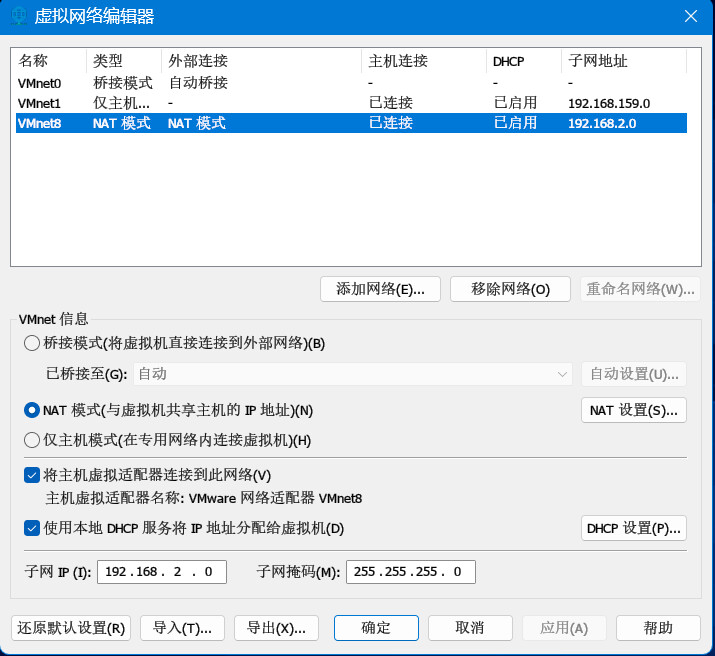 虚拟网络编辑器
名称 类型 外部连接 主机连接 DHCP 子网地址
VMnet0 桥接模式 自动桥接 - - -
VMnet1 仅主机... - 已连接 已启用 192.168.159.0
VMnet8 NAT 模式 NAT 模式 已连接 已启用 192.168.2.0
添加网络(E)... 移除网络(O) 重命名网络(W)...
VMnet 信息
桥接模式(将虚拟机直接连接到外部网络)(B)
已桥接至(G): 自动 自动设置(U)...
NAT 模式(与虚拟机共享主机的 IP 地址)(N) NAT 设置(S)...
仅主机模式(在专用网络内连接虚拟机)(H)
将主机虚拟适配器连接到此网络(V)
主机虚拟适配器名称: VMware 网络适配器 VMnet8
使用本地 DHCP 服务将 IP 地址分配给虚拟机(D) DHCP 设置(P)...
子网 IP (I): 192.168. 2 . 0 子网掩码(M): 255.255.255. 0
还原默认设置(R) 导入(T)... 导出(X)... 确定 取消 应用(A) 帮助